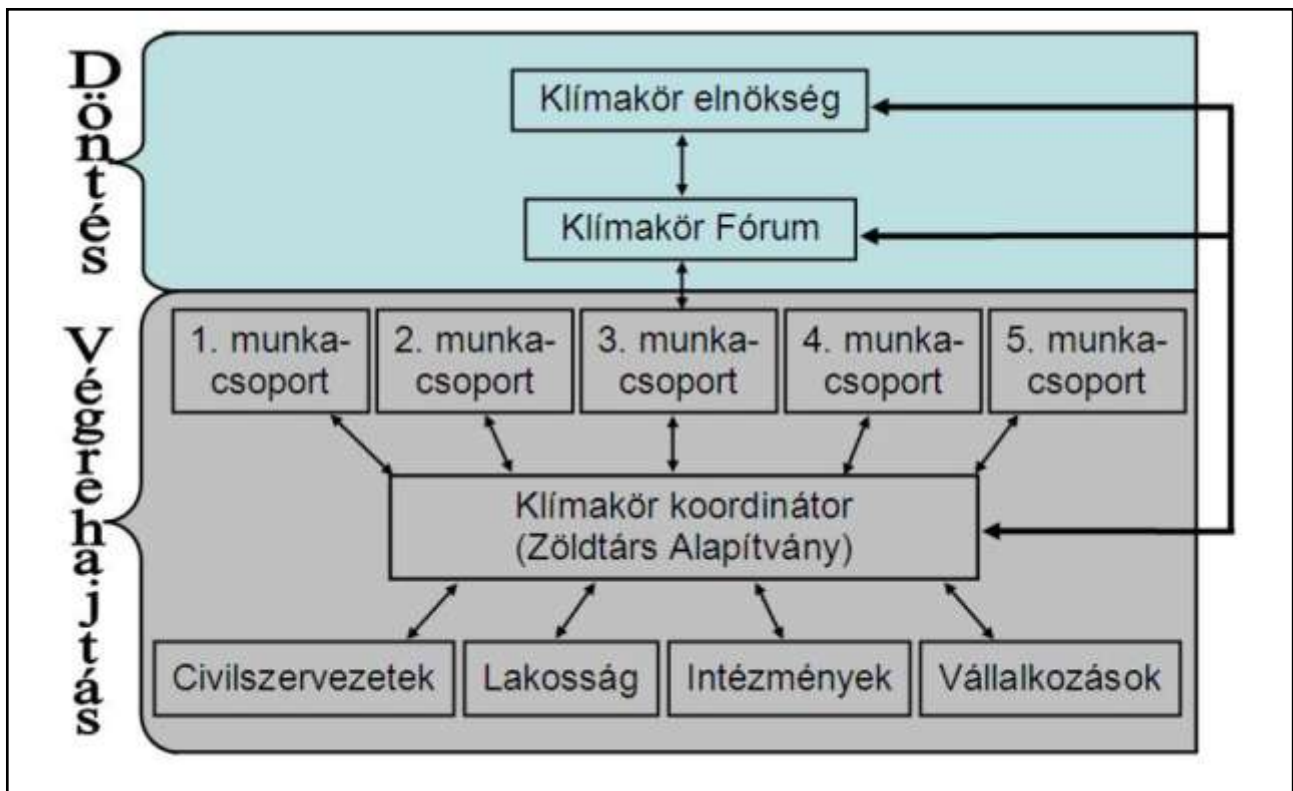 Döntés
Klímakör elnökség
Klímakör Fórum
Végrehajtás
1. munka-
csoport
2. munka-
csoport
3. munka-
csoport
4. munka-
csoport
5. munka-
csoport
Klímakör koordinátor
(Zöldtárs Alapítvány)
Civilszervezetek
Lakosság
Intézmények
Vállalkozások